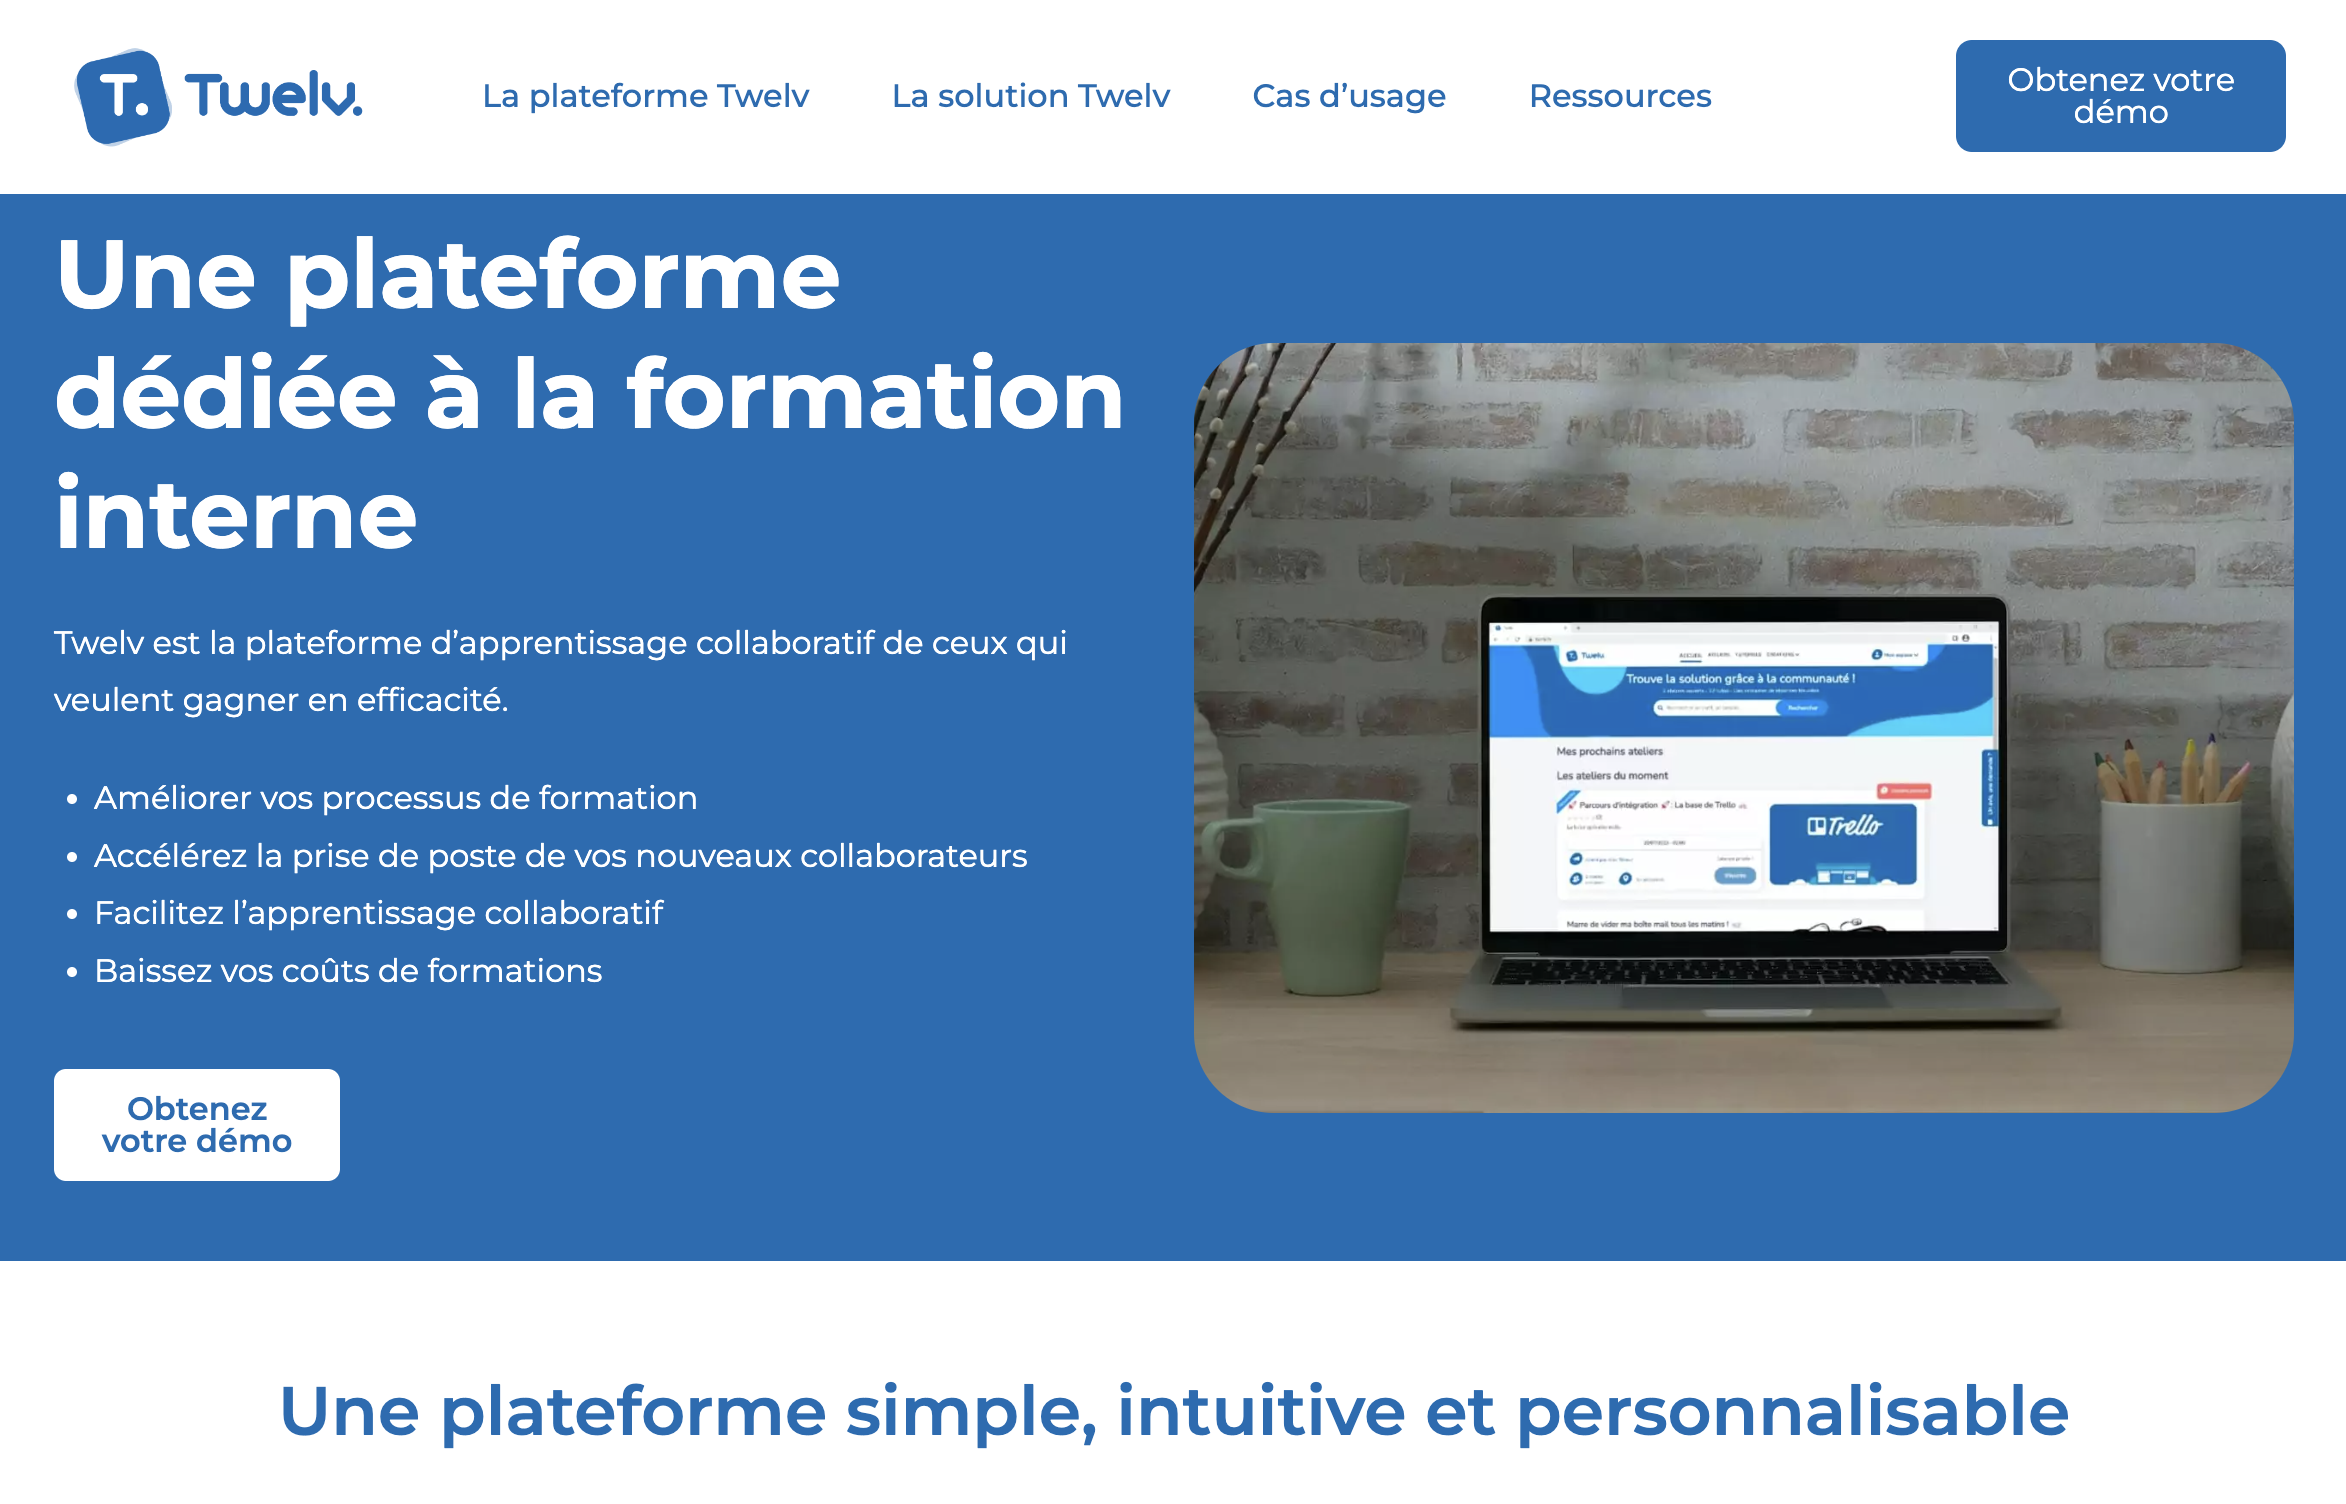 T. Twelv.
La plateforme Twelv
La solution Twelv
Cas d’usage
Ressources
Obtenez votre
démo
Une plateforme
dédiée à la formation
interne
Twelv est la plateforme d’apprentissage collaboratif de ceux qui
veulent gagner en efficacité.
• Améliorer vos processus de formation
• Accélérez la prise de poste de vos nouveaux collaborateurs
• Facilitez l’apprentissage collaboratif
• Baissez vos coûts de formations
Obtenez
votre démo
Twelv.
ACCUEIL
Mon espace
Trouve la solution grâce à la communauté !
Rechercher
Mes prochains ateliers
Les ateliers du moment
Parcours d'intégration : La base de Trello
Trello
S'inscrire
Marre de vider ma boîte mail tous les matins !
Une plateforme simple, intuitive et personnalisable